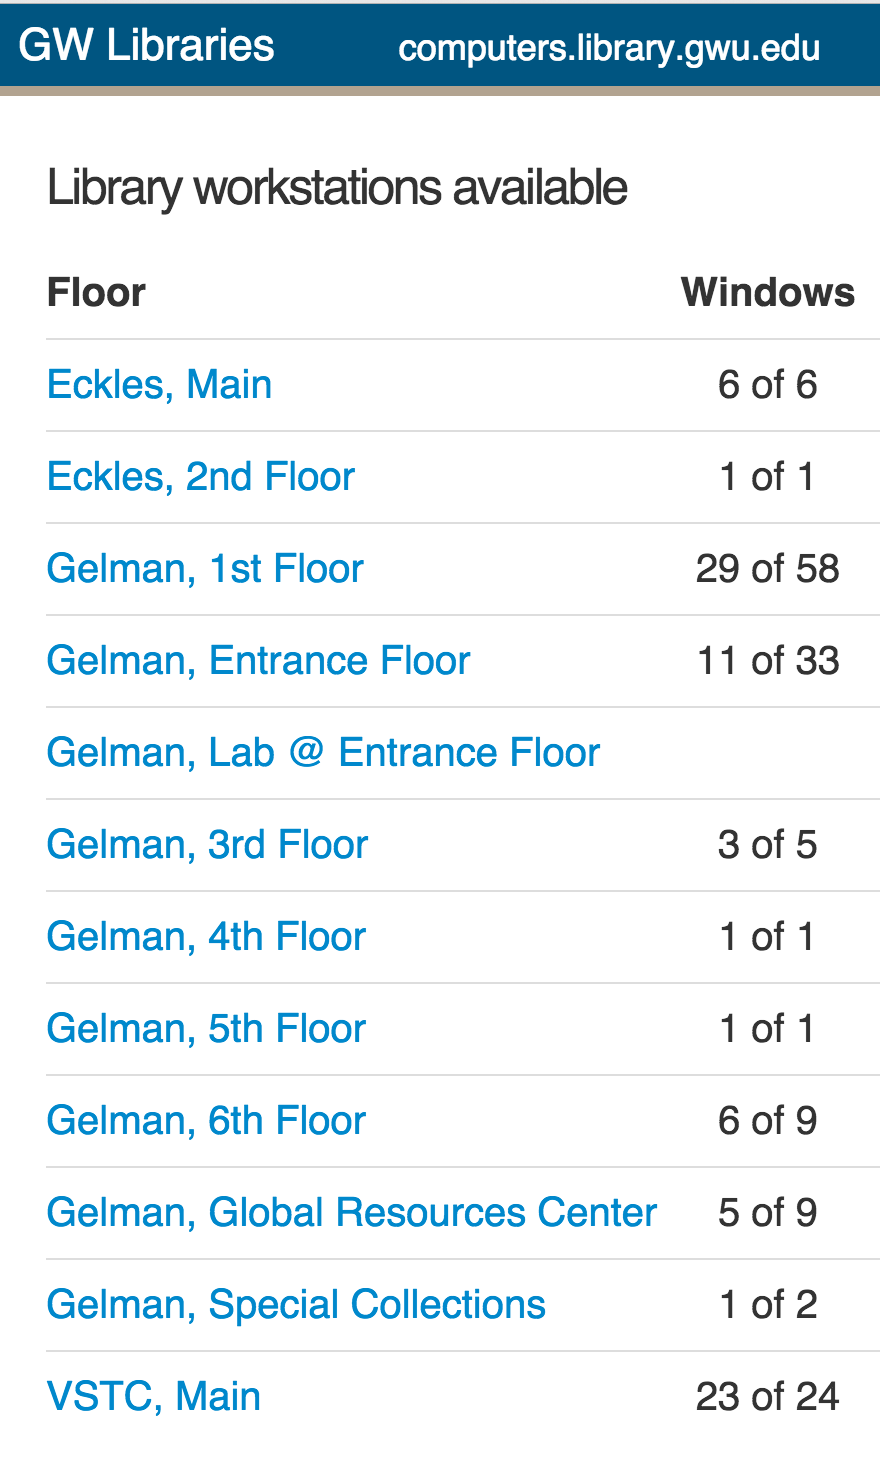 GW Libraries computers.library.gwu.edu
Library workstations available
Floor Windows
Eckles, Main 6 of 6
Eckles, 2nd Floor 1 of 1
Gelman, 1st Floor 29 of 58
Gelman, Entrance Floor 11 of 33
Gelman, Lab @ Entrance Floor
Gelman, 3rd Floor 3 of 5
Gelman, 4th Floor 1 of 1
Gelman, 5th Floor 1 of 1
Gelman, 6th Floor 6 of 9
Gelman, Global Resources Center 5 of 9
Gelman, Special Collections 1 of 2
VSTC, Main 23 of 24